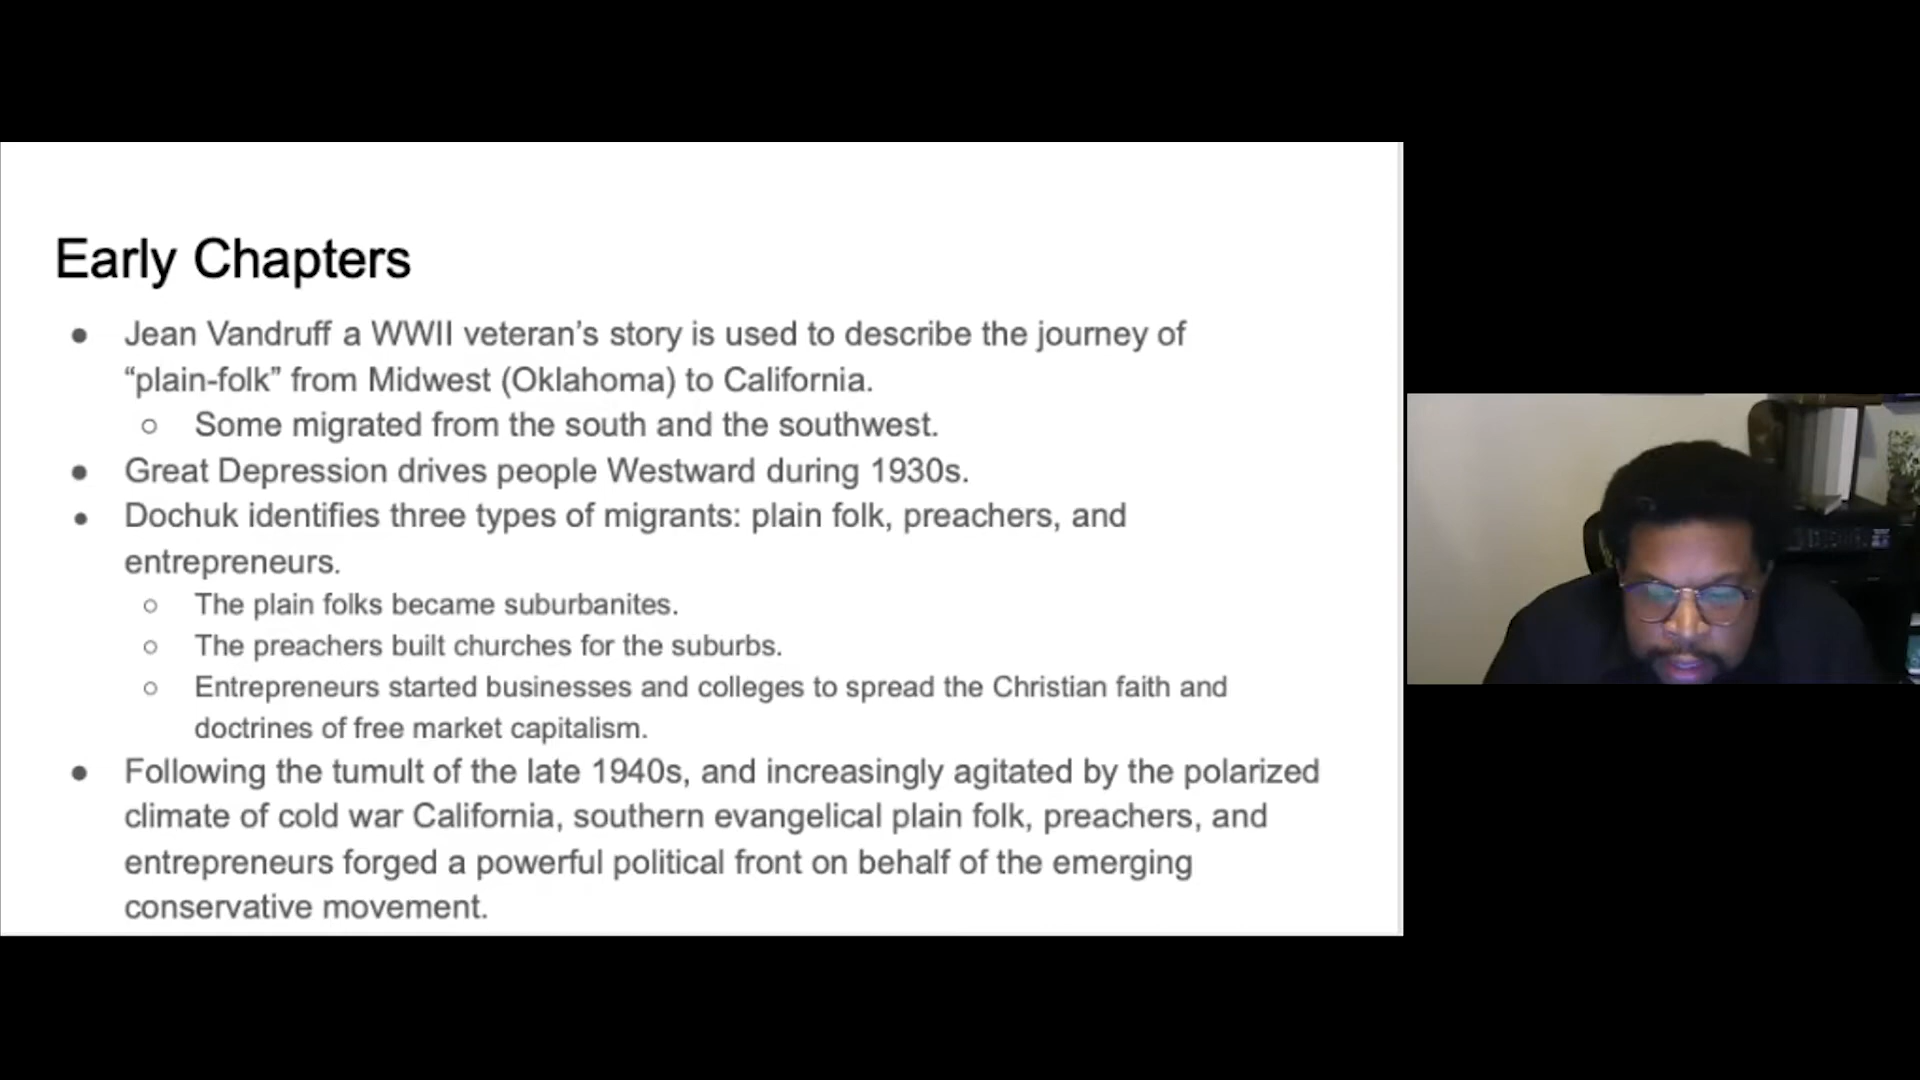 Early Chapters
● Jean Vandruff a WWII veteran’s story is used to describe the journey of
“plain-folk” from Midwest (Oklahoma) to California.
○ Some migrated from the south and the southwest.
● Great Depression drives people Westward during 1930s.
● Dochuk identifies three types of migrants: plain folk, preachers, and
entrepreneurs.
○ The plain folks became suburbanites.
○ The preachers built churches for the suburbs.
○ Entrepreneurs started businesses and colleges to spread the Christian faith and
doctrines of free market capitalism.
● Following the tumult of the late 1940s, and increasingly agitated by the polarized
climate of cold war California, southern evangelical plain folk, preachers, and
entrepreneurs forged a powerful political front on behalf of the emerging
conservative movement.